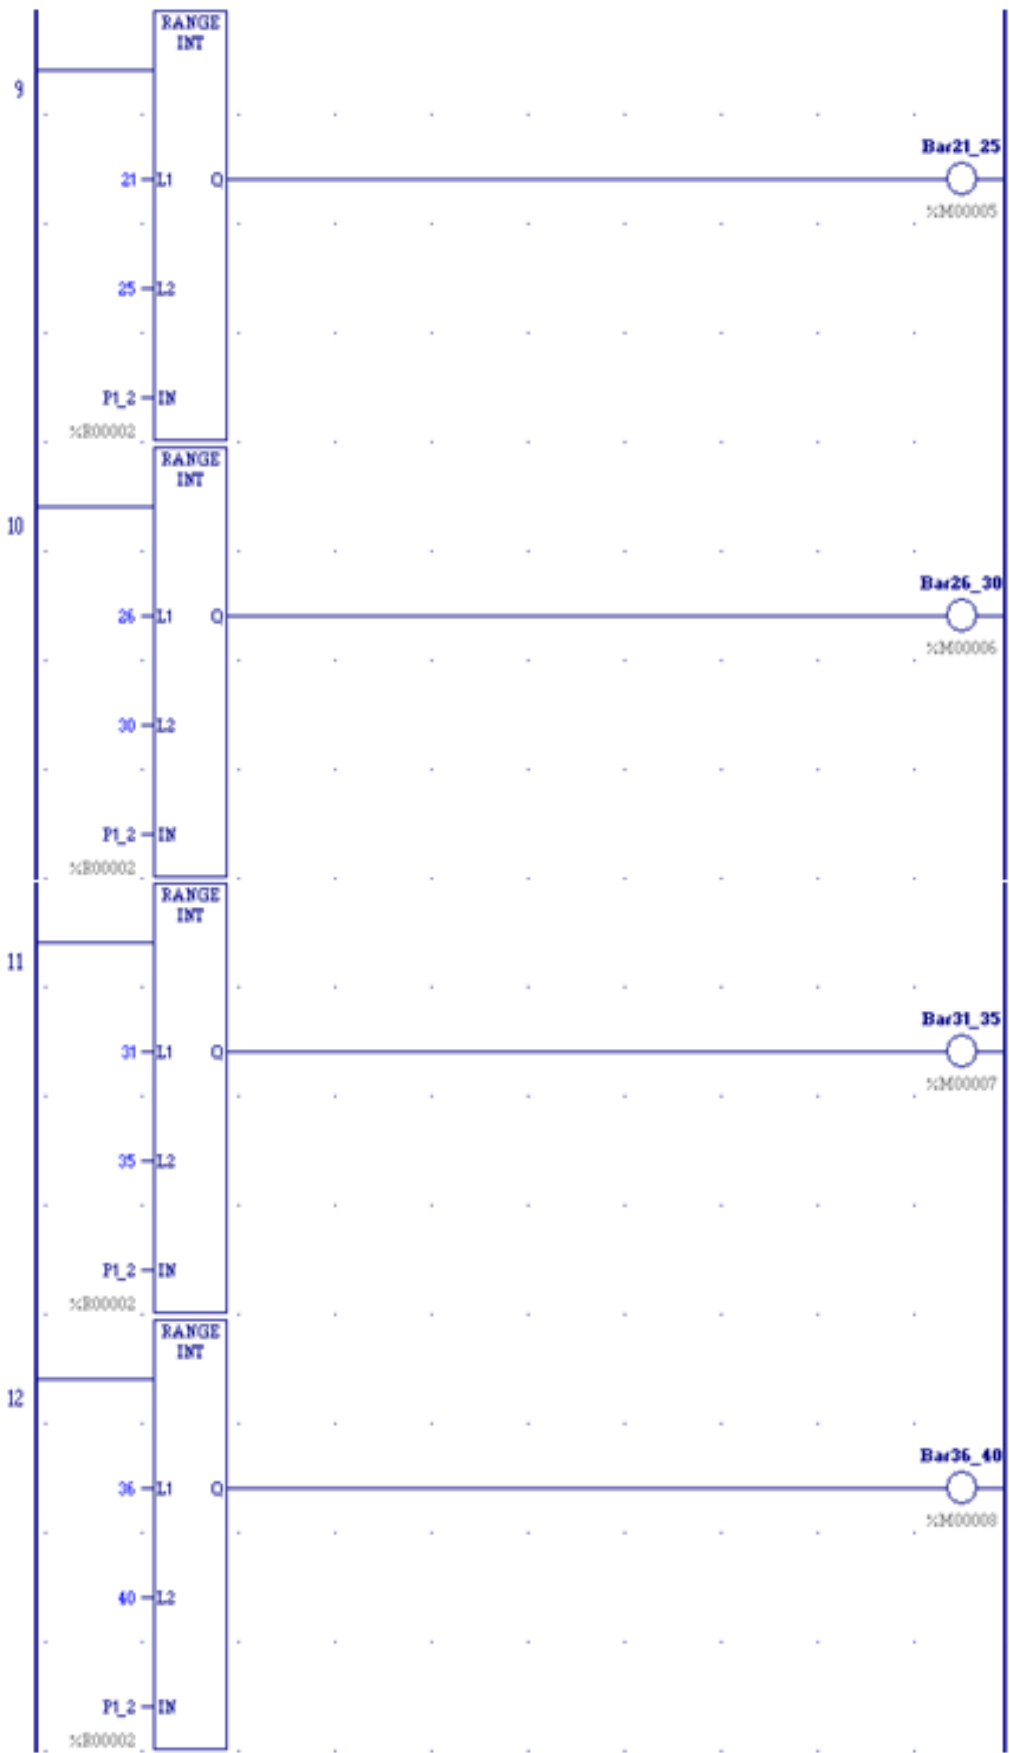 RANGE
INT
9
Bar21_25
21 L1 Q
%M00005
25 L2
P1_2 IN
%R00002
RANGE
INT
10
Bar26_30
26 L1 Q
%M00006
30 L2
P1_2 IN
%R00002
RANGE
INT
11
Bar31_35
31 L1 Q
%M00007
35 L2
P1_2 IN
%R00002
RANGE
INT
12
Bar36_40
36 L1 Q
%M00008
40 L2
P1_2 IN
%R00002